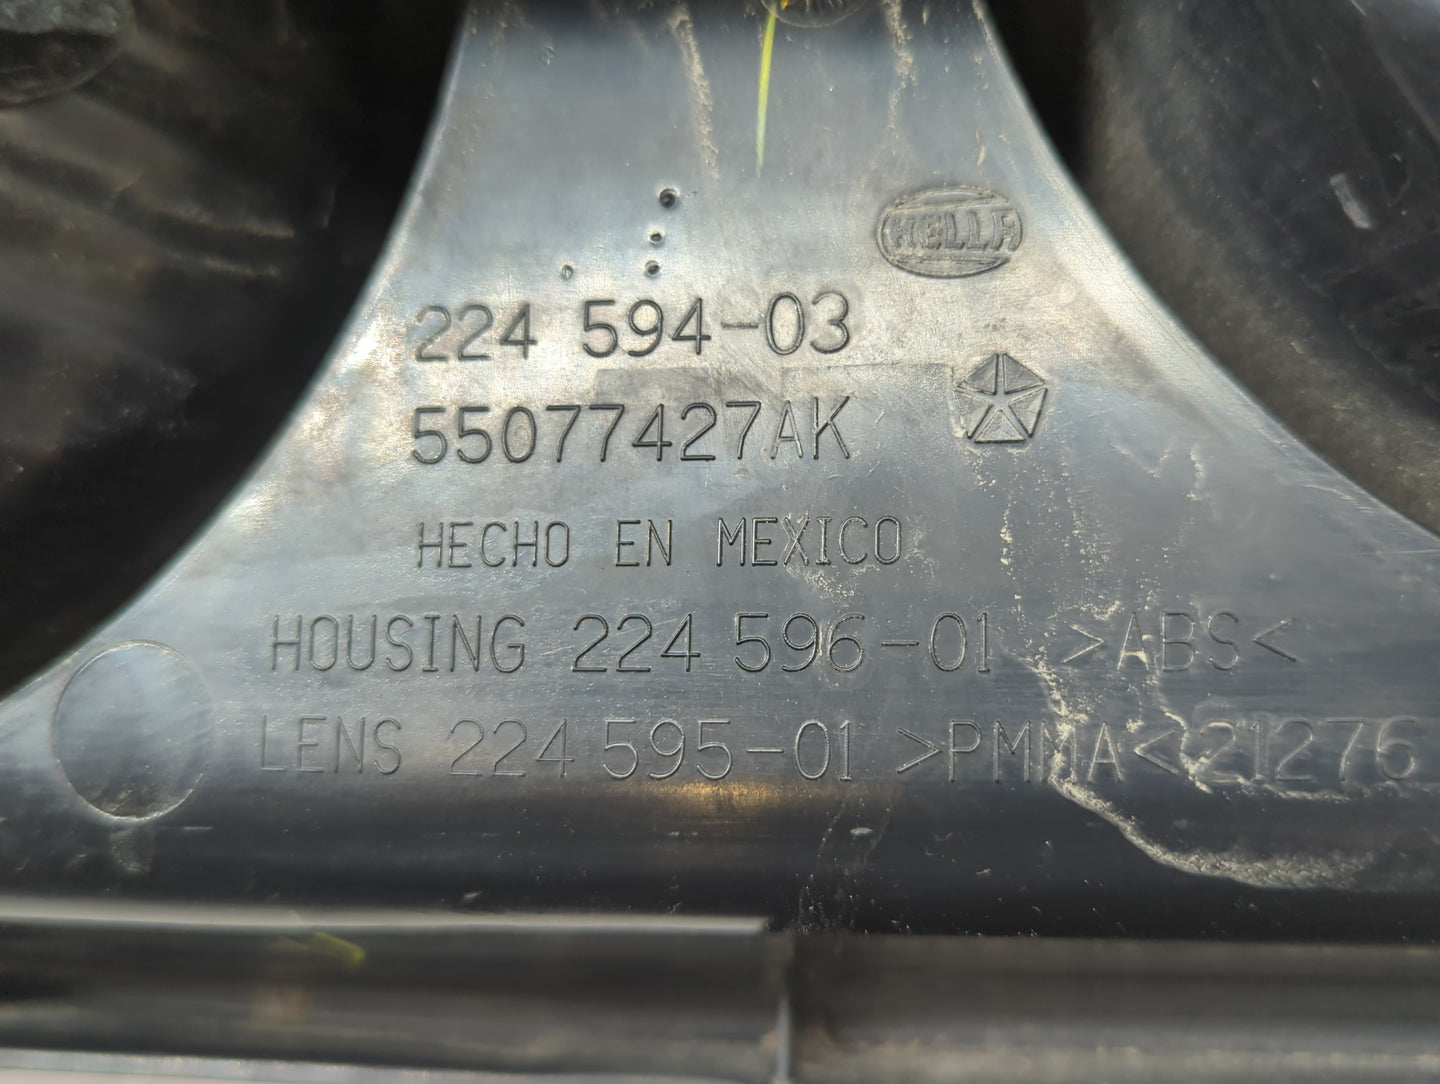 HELLA
224 594-03
55077427AK
HECHO EN MEXICO
HOUSING 224 596-01 >ABS<
LENS 224 595-01 >PMMA< 21276